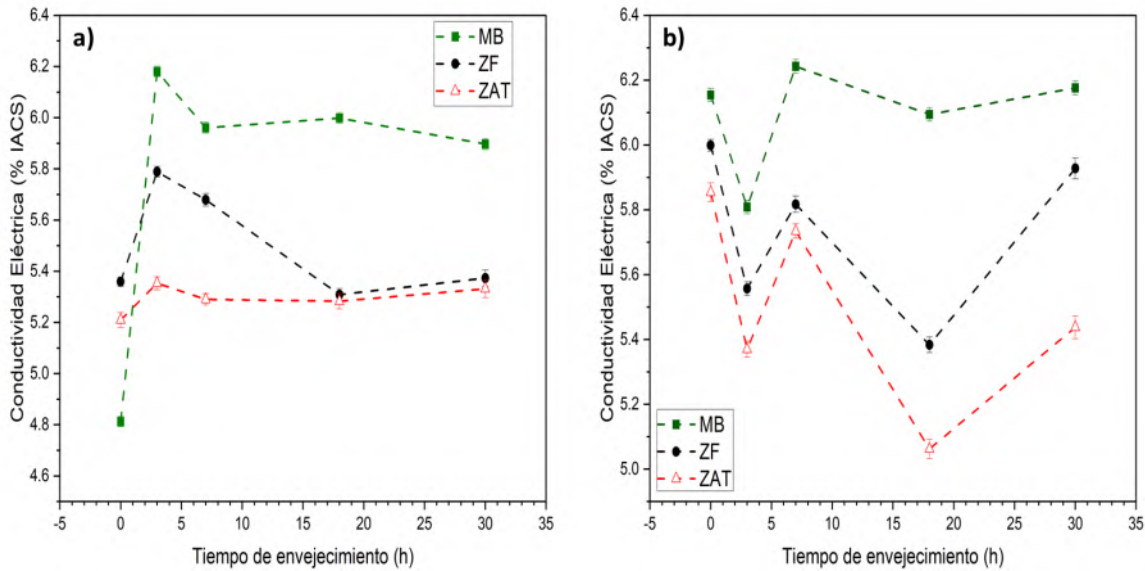 a)
MB
ZF
ZAT
6.4
6.2
6.0
5.8
5.6
5.4
5.2
5.0
4.8
4.6
Conductividad Eléctrica (% IACS)
-5 0 5 10 15 20 25 30 35
Tiempo de envejecimiento (h)
b)
6.4
6.2
6.0
5.8
5.6
5.4
5.2
5.0
Conductividad Eléctrica (% IACS)
MB
ZF
ZAT
-5 0 5 10 15 20 25 30 35
Tiempo de envejecimiento (h)